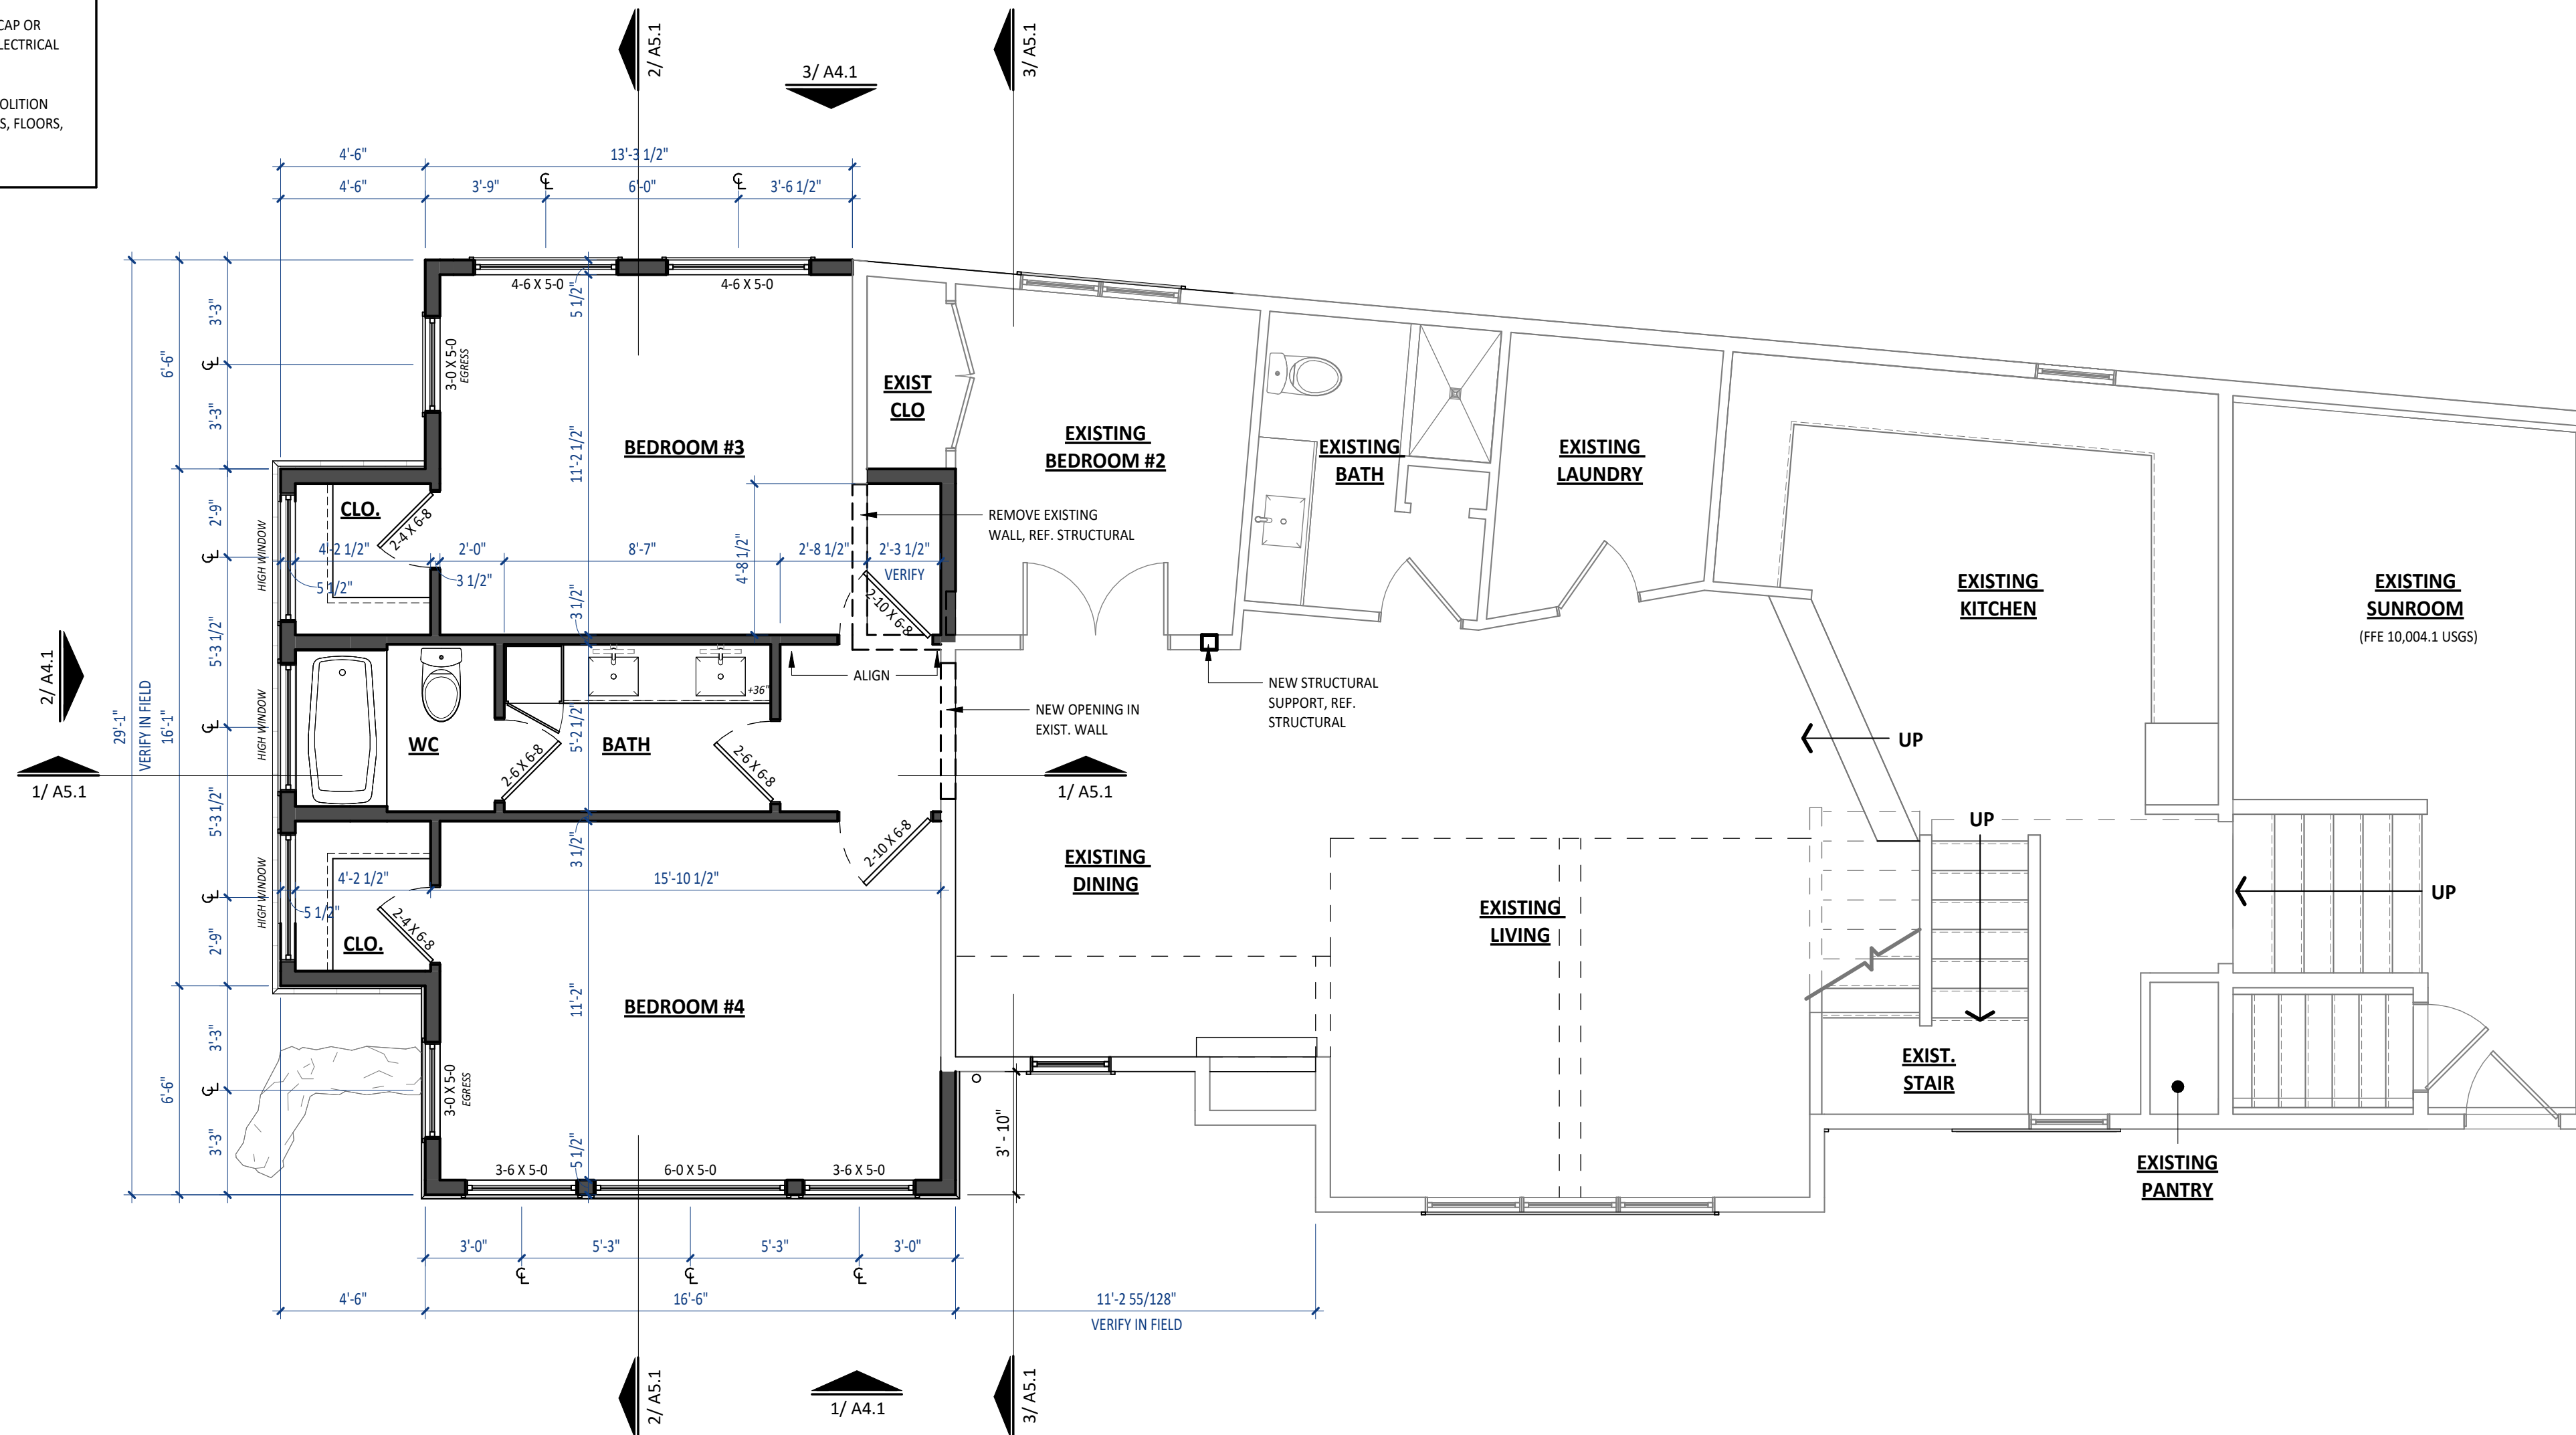 CAP OR
LECTRICAL
OLITION
S, FLOORS,
2/ A5.1
3/ A5.1
3/ A4.1
4'-6"
13'-3 1/2"
4'-6"
3'-9"
6'-0"
3'-6 1/2"
4-6 X 5-0
4-6 X 5-0
5 1/2"
3'-3"
6'-6"
3'-3"
3-0 X 5-0
EGRESS
11'-2 1/2"
BEDROOM #3
EXIST
CLO
EXISTING
BEDROOM #2
EXISTING
BATH
EXISTING
LAUNDRY
EXISTING
KITCHEN
EXISTING
SUNROOM
(FFE 10,004.1 USGS)
CLO.
2-4 X 6-8
2'-9"
HIGH WINDOW
4'-2 1/2"
2'-0"
8'-7"
2'-8 1/2"
2'-3 1/2"
VERIFY
4'-8 1/2"
5 1/2"
3 1/2"
3 1/2"
2-10 X 6-8
REMOVE EXISTING
WALL, REF. STRUCTURAL
5'-3 1/2"
2/ A4.1
29'-1"
VERIFY IN FIELD
16'-1"
HIGH WINDOW
WC
2-6 X 6-8
BATH
5'-2 1/2"
+36"
2-6 X 6-8
ALIGN
NEW OPENING IN
EXIST. WALL
NEW STRUCTURAL
SUPPORT, REF.
STRUCTURAL
UP
1/ A5.1
1/ A5.1
5'-3 1/2"
3 1/2"
2-10 X 6-8
UP
EXISTING
DINING
HIGH WINDOW
4'-2 1/2"
15'-10 1/2"
5 1/2"
2-4 X 6-8
CLO.
2'-9"
EXISTING
LIVING
UP
11'-2"
BEDROOM #4
3'-3"
6'-6"
3'-3"
3-0 X 5-0
EGRESS
EXIST.
STAIR
3' - 10"
3-6 X 5-0
5 1/2"
6-0 X 5-0
3-6 X 5-0
EXISTING
PANTRY
3'-0"
5'-3"
5'-3"
3'-0"
4'-6"
16'-6"
11'-2 55/128"
VERIFY IN FIELD
2/ A5.1
1/ A4.1
3/ A5.1